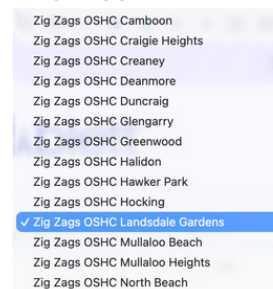 Zig Zags OSHC Camboon
Zig Zags OSHC Craigie Heights
Zig Zags OSHC Creaney
Zig Zags OSHC Deanmore
Zig Zags OSHC Duncraig
Zig Zags OSHC Glengarry
Zig Zags OSHC Greenwood
Zig Zags OSHC Halidon
Zig Zags OSHC Hawker Park
Zig Zags OSHC Hocking
✓ Zig Zags OSHC Landsdale Gardens
Zig Zags OSHC Mullaloo Beach
Zig Zags OSHC Mullaloo Heights
Zig Zags OSHC North Beach